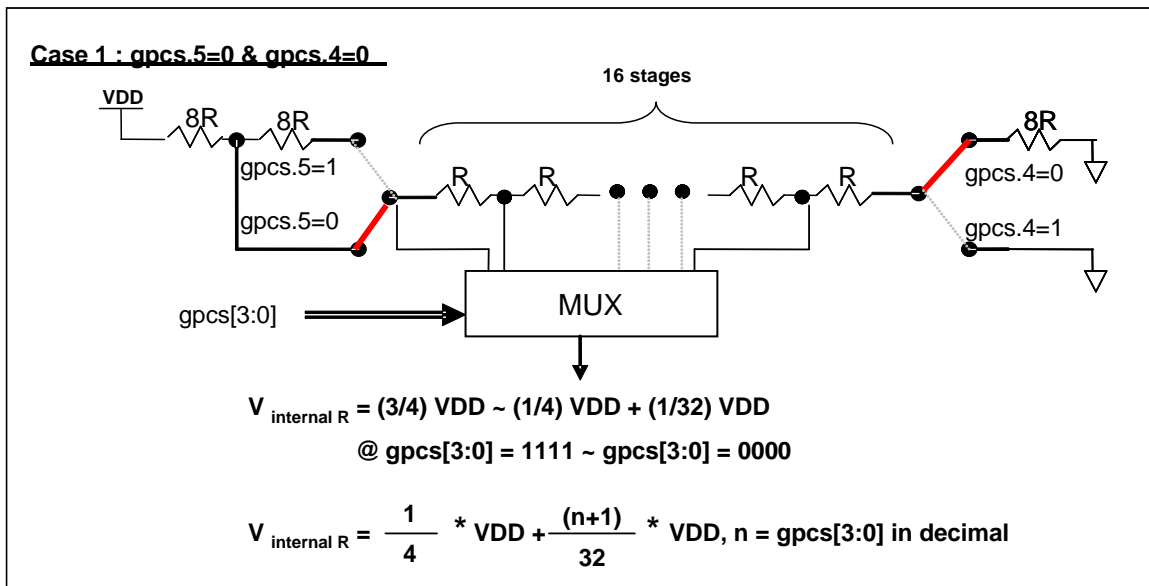 Case 1 : gpcs.5=0 & gpcs.4=0
16 stages
VDD
8R
8R
8R
gpcs.5=1
R
R
R
R
gpcs.4=0
gpcs.5=0
gpcs.4=1
MUX
gpcs[3:0]
V internal R = (3/4) VDD ~ (1/4) VDD + (1/32) VDD
@ gpcs[3:0] = 1111 ~ gpcs[3:0] = 0000
V internal R = 1/4 * VDD + (n+1)/32 * VDD, n = gpcs[3:0] in decimal